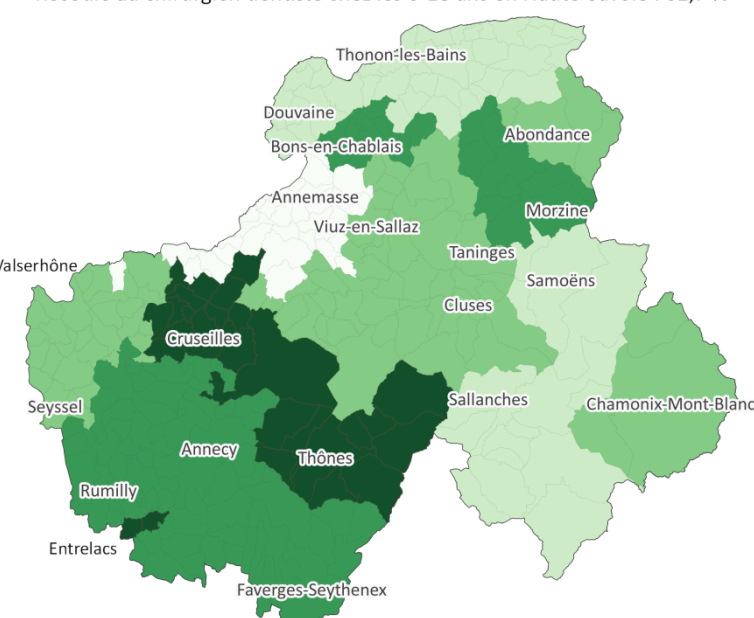 Thonon-les-Bains
Douvaine
Abondance
Bons-en-Chablais
Annemasse
Morzine
Viuz-en-Sallaz
Taninges
Valserhône
Samoëns
Cluses
Cruseilles
Sallanches
Chamonix-Mont-Blanc
Seyssel
Annecy
Thônes
Rumilly
Entrelacs
Faverges-Seythenex